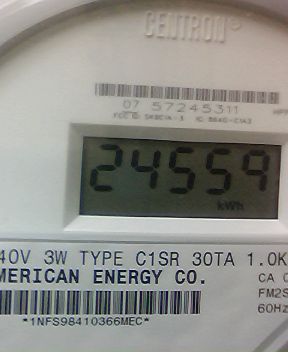 CENTRON®
07 57245311
24559
kWh
40V 3W TYPE C1SR 30TA 1.0K
MERICAN ENERGY CO.
CA
FM2S
60Hz
*1NFS98410366MEC*